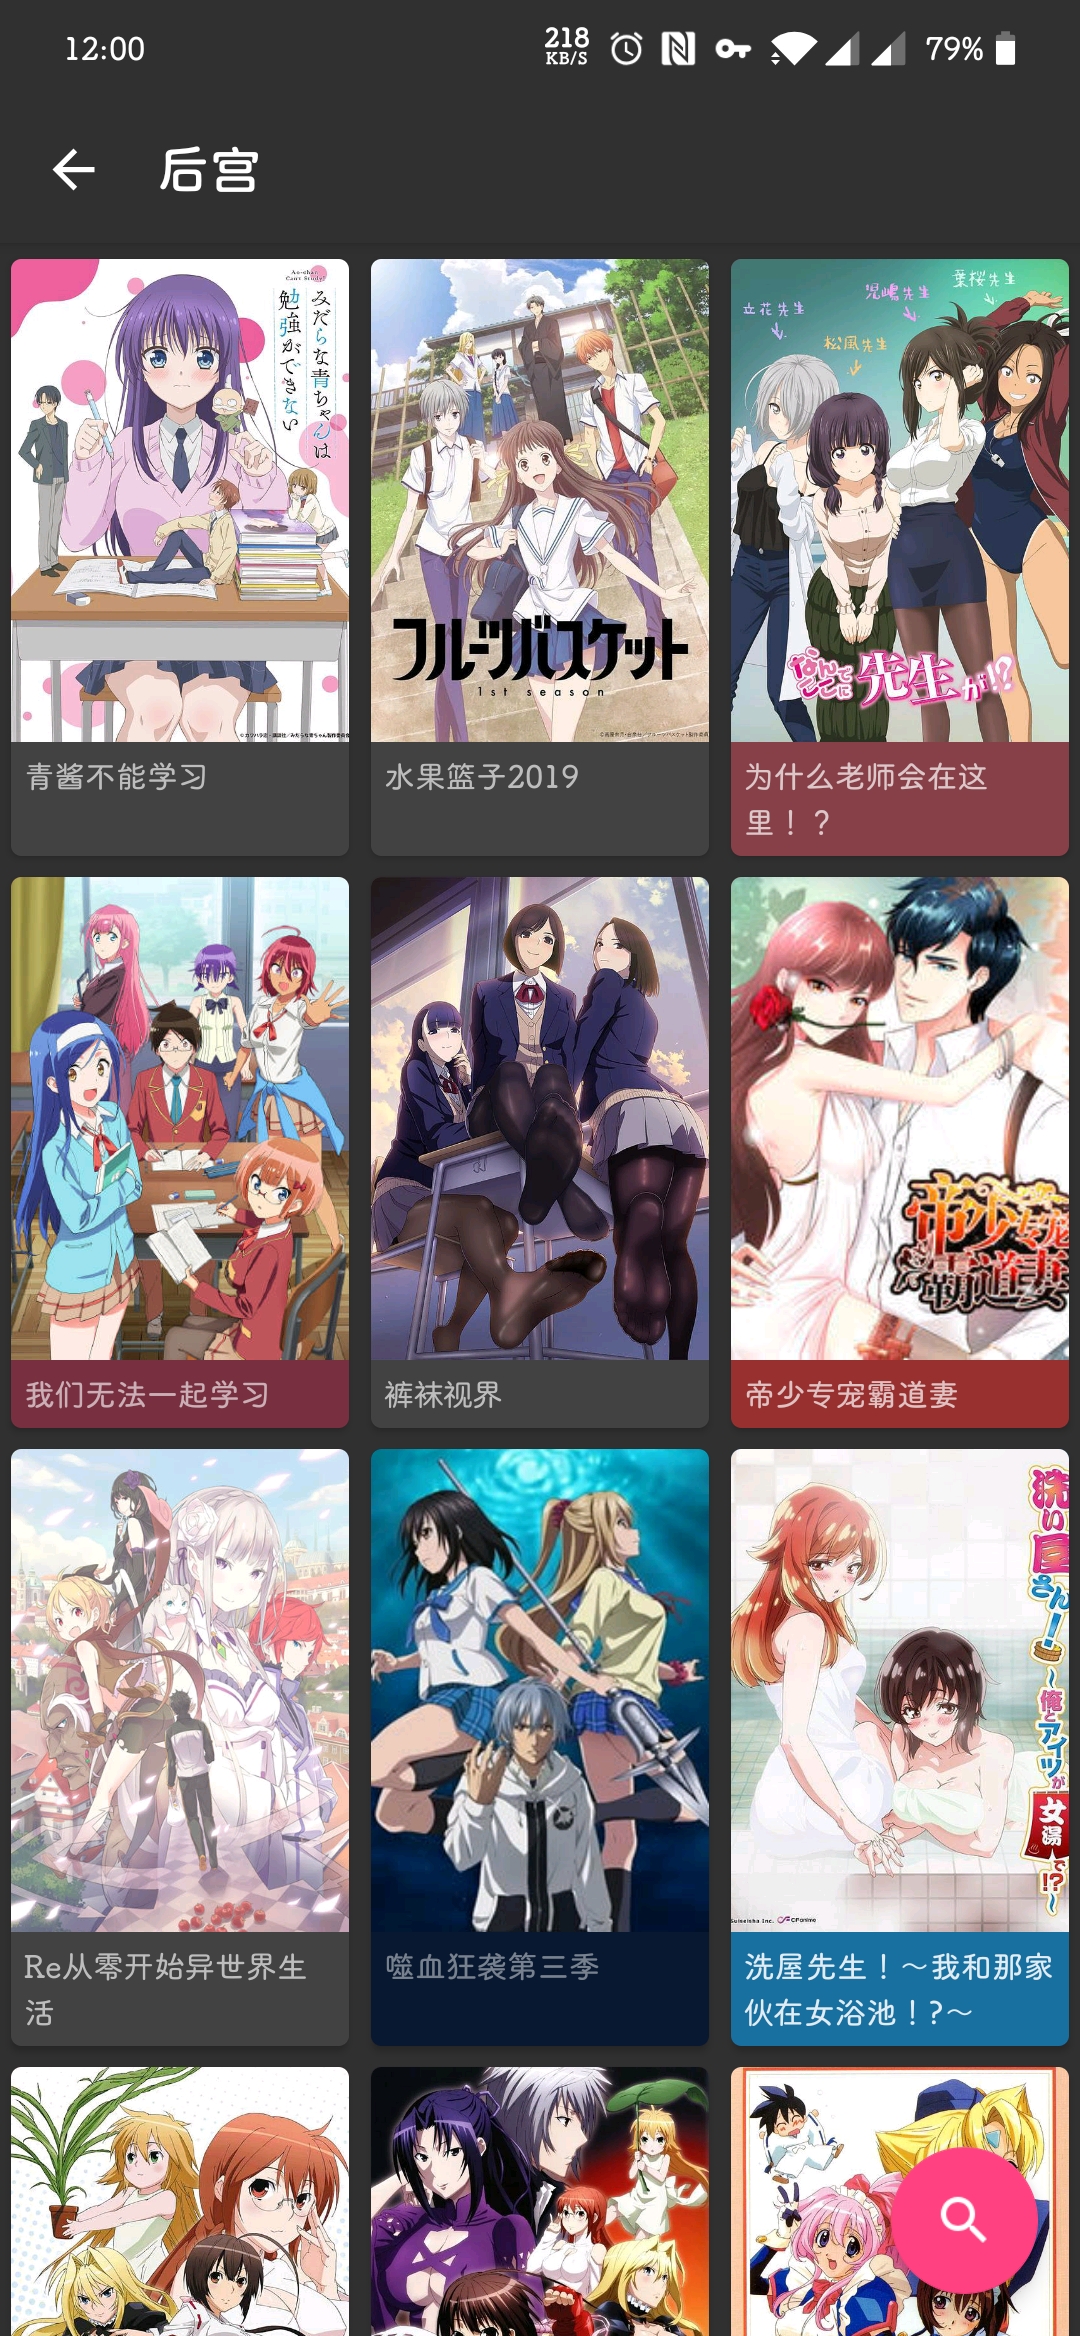 12:00
218
KB/S
79%
后宫
Ao-chan
Can't Study!
みだらな青ちゃんは
勉強ができない
フルーツバスケット
1st season
立花先生
児嶋先生
葉桜先生
松風先生
なんでここに
先生が!?
青酱不能学习
水果篮子2019
为什么老师会在这
里！？
帝少专宠
霸道妻
我们无法一起学习
裤袜视界
帝少专宠霸道妻
洗い屋さん!
~俺とアイツが
女湯で!?~
Suiseisha Inc.
Re从零开始异世界生
活
噬血狂袭第三季
洗屋先生！～我和那家
伙在女浴池！?～